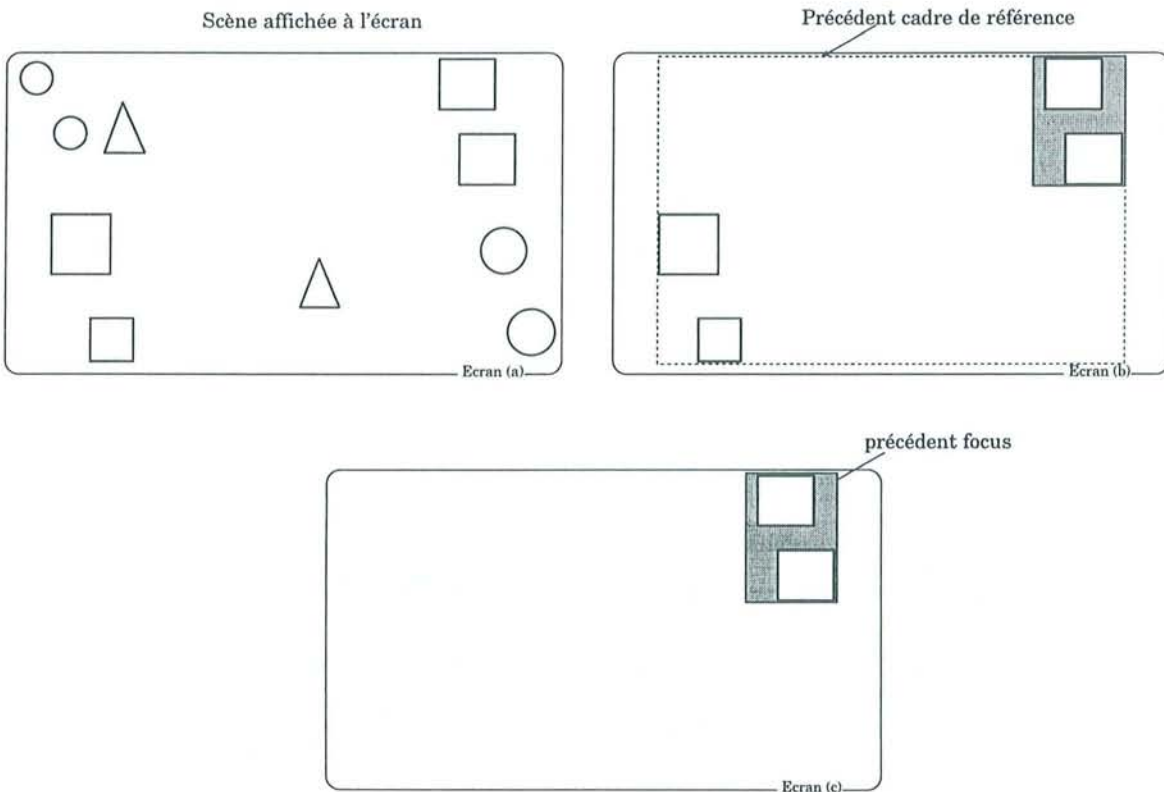 Scène affichée à l'écran
Précédent cadre de référence
Ecran (a)
Ecran (b)
précédent focus
Ecran (c)